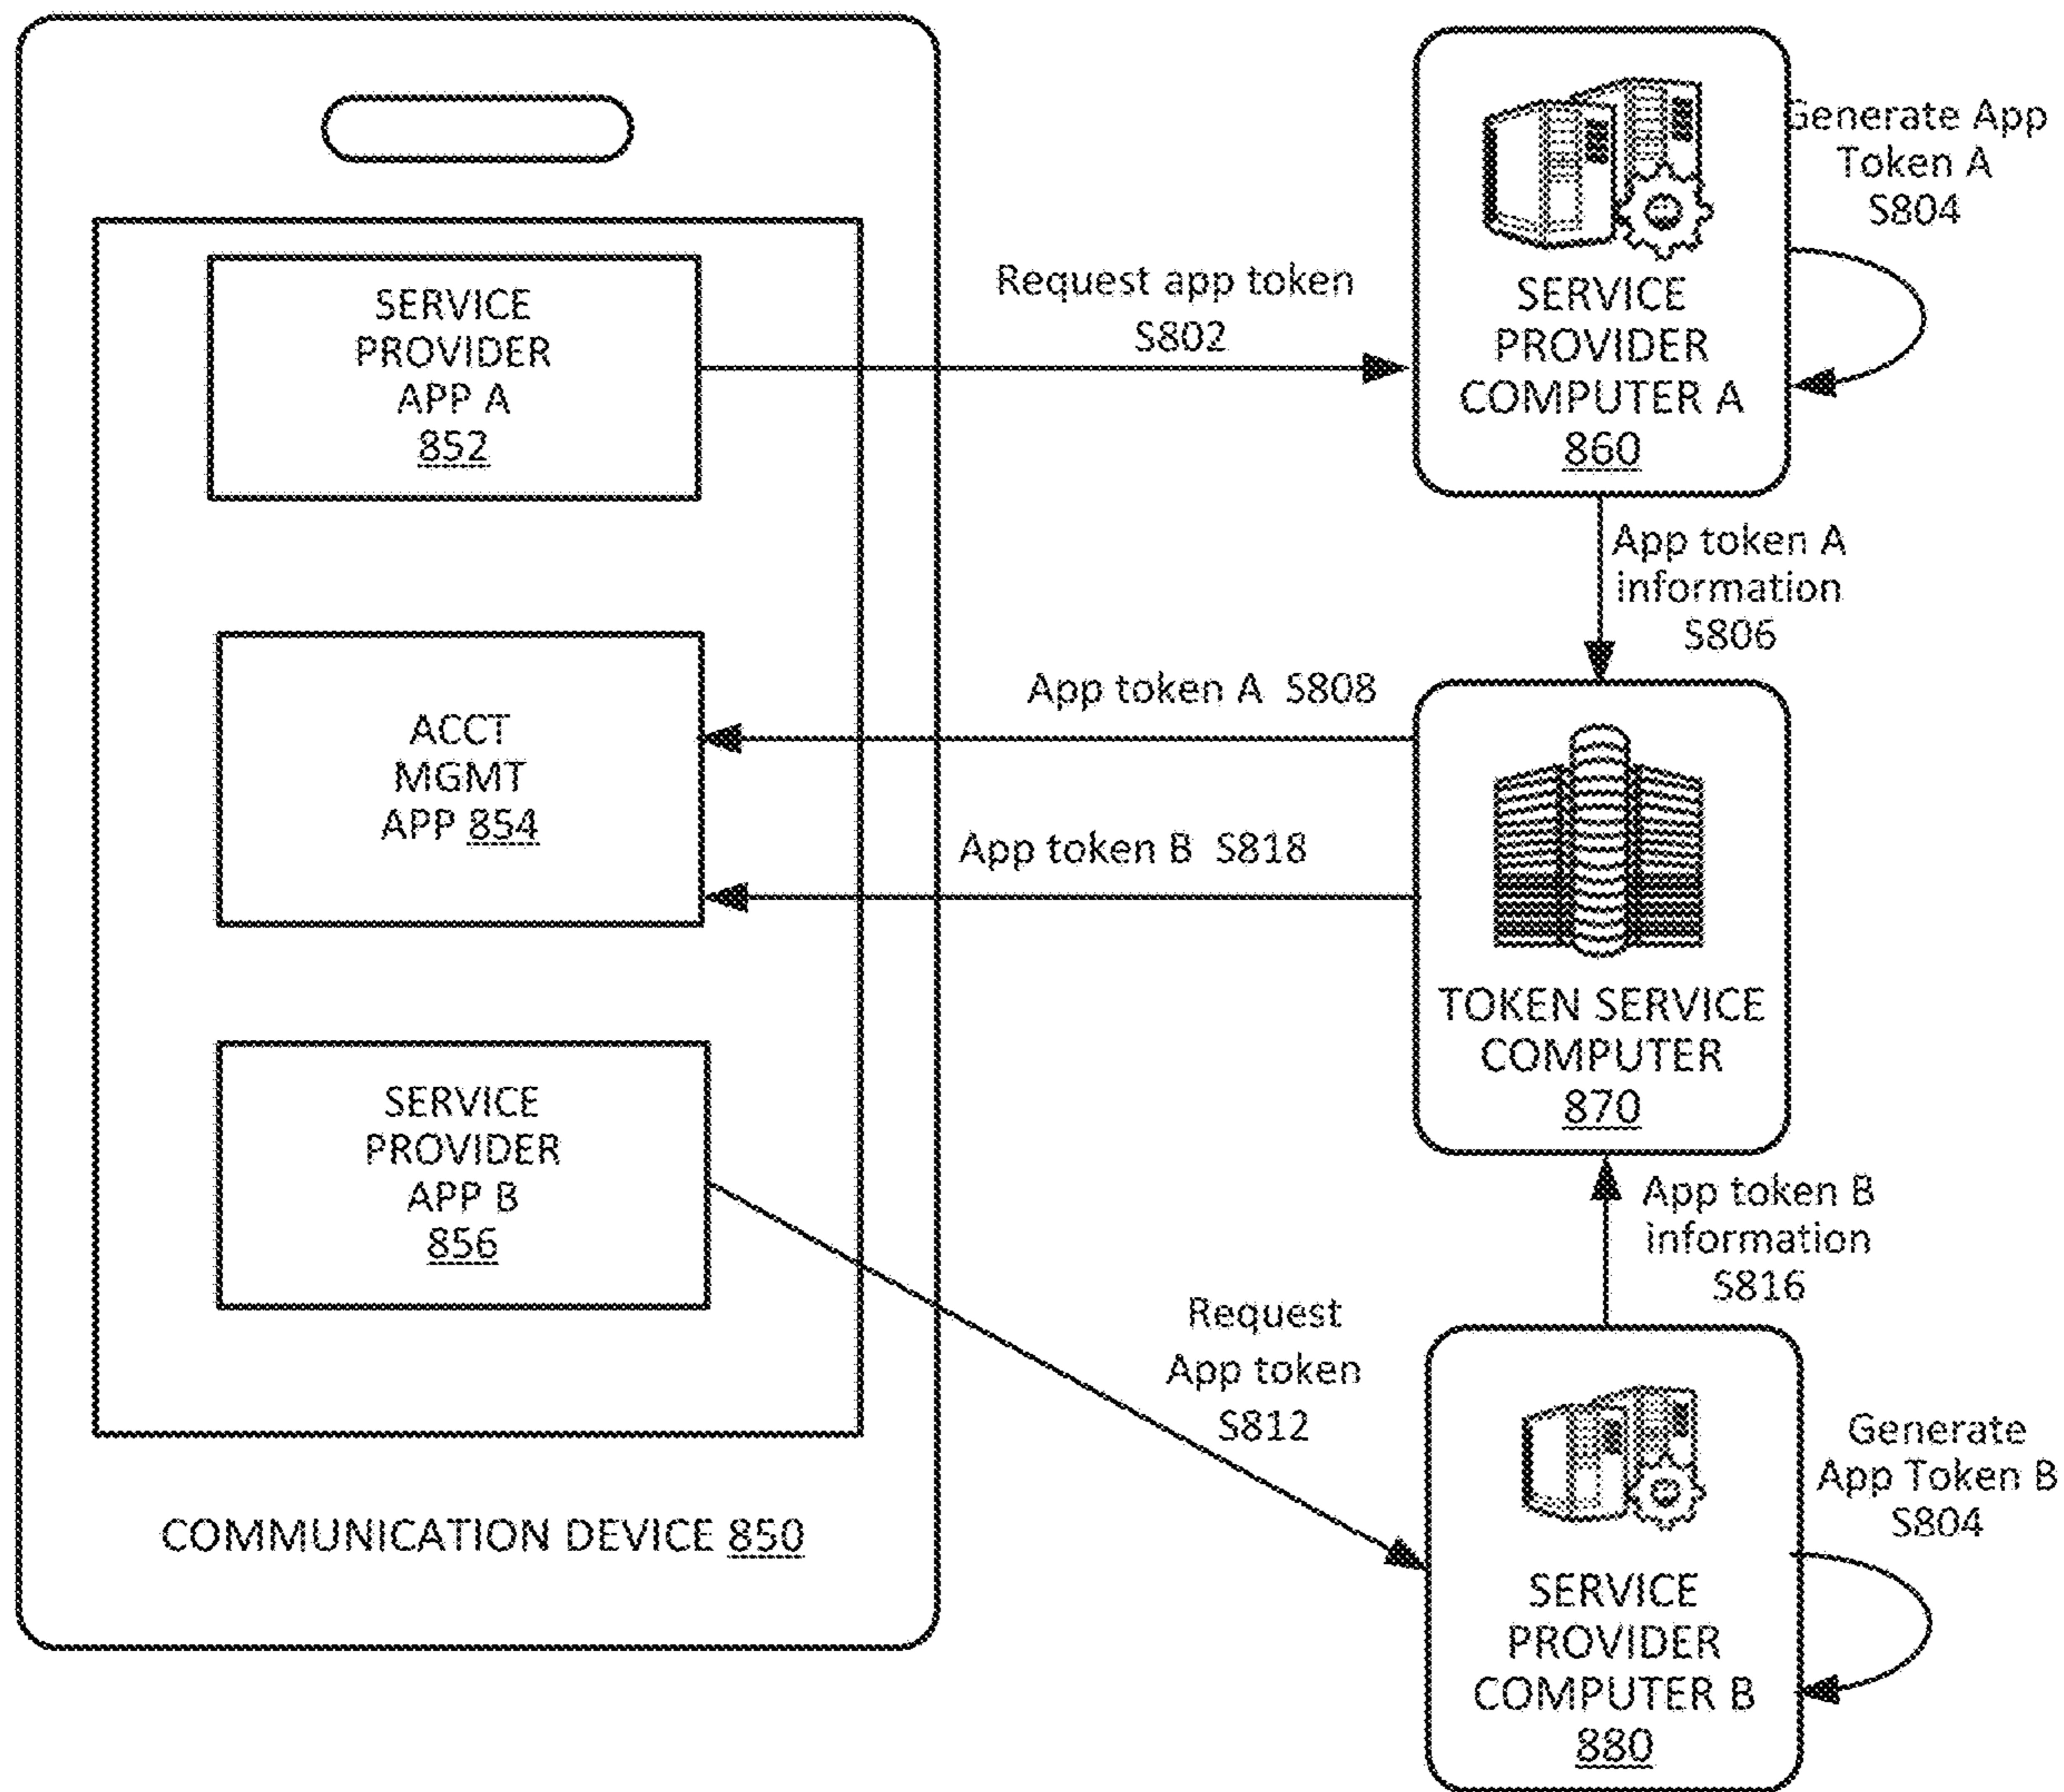 SERVICE
PROVIDER
APP A
852
ACCT
MGMT
APP 854
SERVICE
PROVIDER
APP B
856
COMMUNICATION DEVICE 850
Request app token
S802
SERVICE
PROVIDER
COMPUTER A
860
Generate App
Token A
S804
App token A
information
S806
App token A S808
App token B S818
TOKEN SERVICE
COMPUTER
870
App token B
information
S816
Request
App token
S812
SERVICE
PROVIDER
COMPUTER B
880
Generate
App Token B
S804